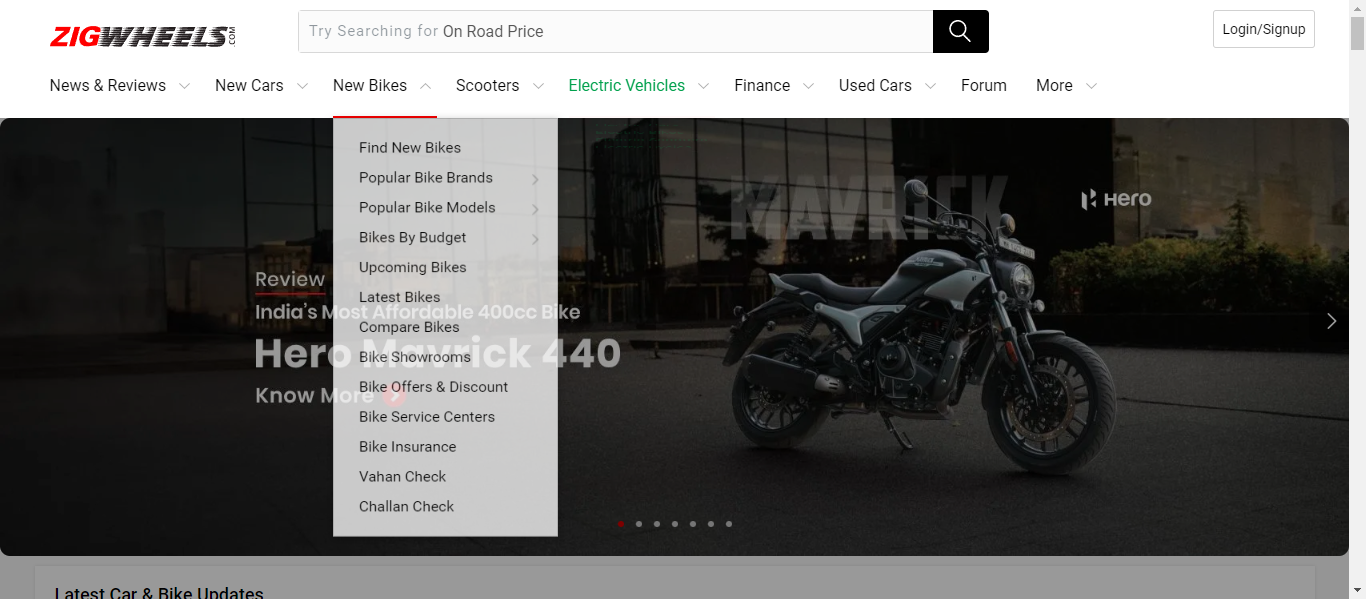 ZIGWHEELS.COM
Try Searching for On Road Price
Login/Signup
News & Reviews
New Cars
New Bikes
Scooters
Electric Vehicles
Finance
Used Cars
Forum
More
Find New Bikes
Popular Bike Brands
Popular Bike Models
Bikes By Budget
Upcoming Bikes
Latest Bikes
Compare Bikes
Bike Showrooms
Bike Offers & Discount
Bike Service Centers
Bike Insurance
Vahan Check
Challan Check
Review
India's Most Affordable 400cc Bike
Hero Mavrick 440
Know More
MAVRICK
Hero
Latest Car & Bike Updates